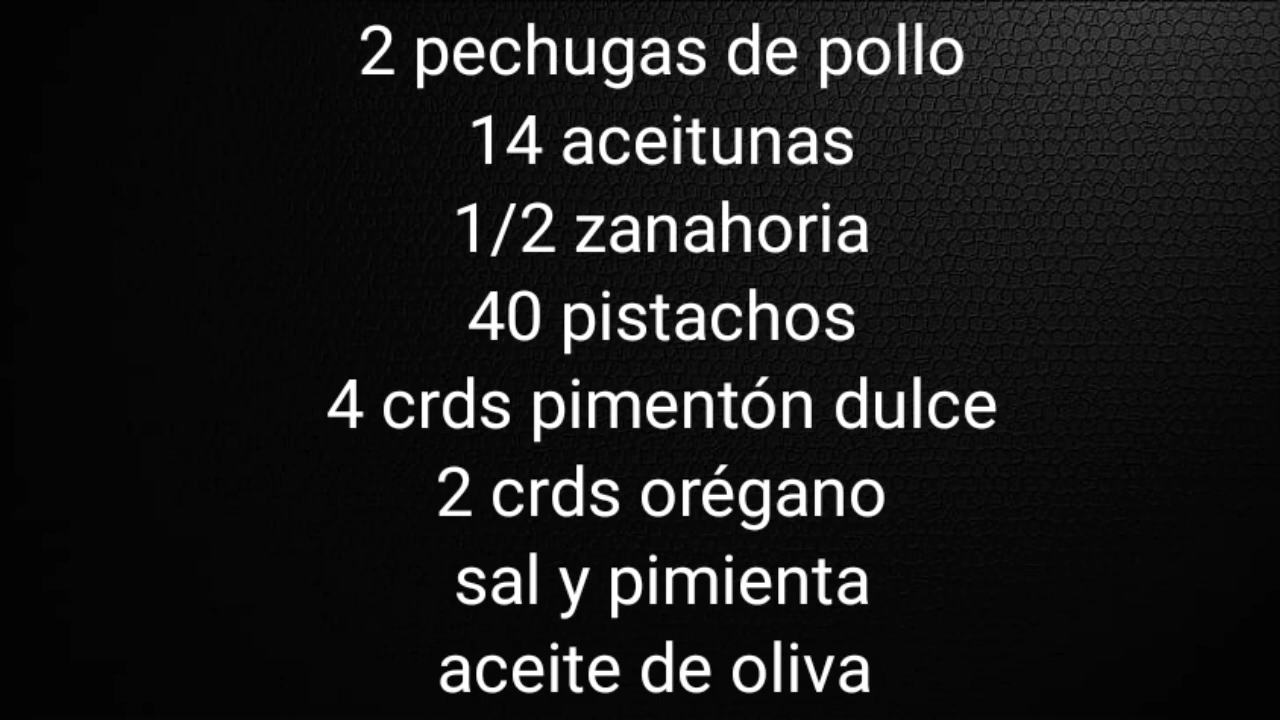 2 pechugas de pollo
14 aceitunas
1/2 zanahoria
40 pistachos
4 crds pimentón dulce
2 crds orégano
sal y pimienta
aceite de oliva